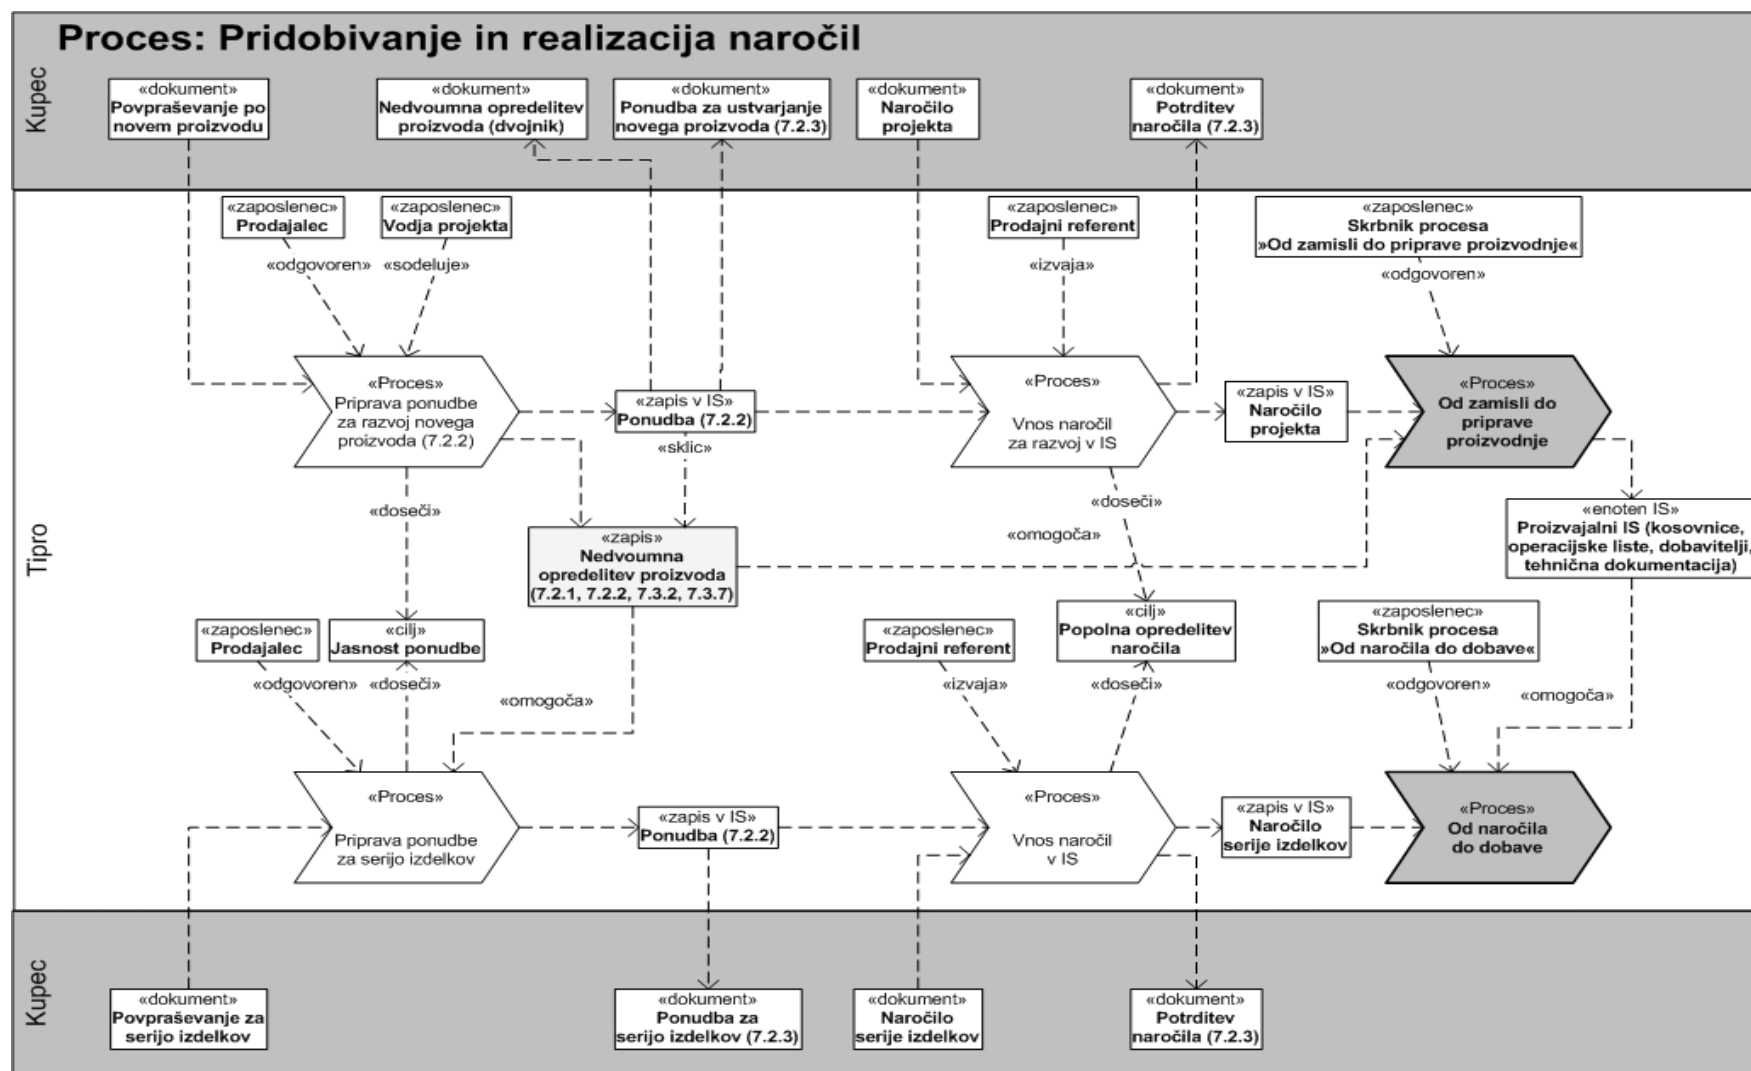 Proces: Pridobivanje in realizacija naročil
Kupec
«dokument»
Povpraševanje po
novem proizvodu
«dokument»
Nedvoumna opredelitev
proizvoda (dvojnik)
«dokument»
Ponudba za ustvarjanje
novega proizvoda (7.2.3)
«dokument»
Naročilo
projekta
«dokument»
Potrditev
naročila (7.2.3)
Tipro
«zaposlenec»
Prodajalec
«zaposlenec»
Vodja projekta
«zaposlenec»
Prodajni referent
«zaposlenec»
Skrbnik procesa
»Od zamisli do priprave proizvodnje«
«odgovoren»
«sodeluje»
«izvaja»
«odgovoren»
«Proces»
Priprava ponudbe
za razvoj novega
proizvoda (7.2.2)
«zapis v IS»
Ponudba (7.2.2)
«sklic»
«Proces»
Vnos naročil
za razvoj v IS
«zapis v IS»
Naročilo
projekta
«Proces»
Od zamisli do
priprave
proizvodnje
«doseči»
«doseči»
«omogoča»
«enoten IS»
Proizvajalni IS (kosovnice,
operacijske liste, dobavitelji,
tehnična dokumentacija)
«zapis»
Nedvoumna
opredelitev proizvoda
(7.2.1, 7.2.2, 7.3.2, 7.3.7)
«zaposlenec»
Prodajalec
«cilj»
Jasnost ponudbe
«zaposlenec»
Prodajni referent
«cilj»
Popolna opredelitev
naročila
«zaposlenec»
Skrbnik procesa
»Od naročila do dobave«
«odgovoren»
«doseči»
«omogoča»
«izvaja»
«doseči»
«odgovoren»
«omogoča»
«Proces»
Priprava ponudbe
za serijo izdelkov
«zapis v IS»
Ponudba (7.2.2)
«Proces»
Vnos naročil
v IS
«zapis v IS»
Naročilo
serije izdelkov
«Proces»
Od naročila
do dobave
Kupec
«dokument»
Povpraševanje za
serijo izdelkov
«dokument»
Ponudba za
serijo izdelkov (7.2.3)
«dokument»
Naročilo
serije izdelkov
«dokument»
Potrditev
naročila (7.2.3)